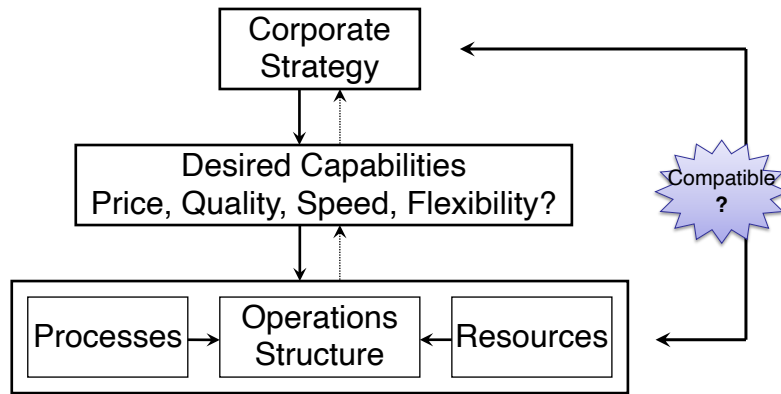 Corporate
Strategy
Desired Capabilities
Price, Quality, Speed, Flexibility?
Compatible
?
Processes
Operations
Structure
Resources